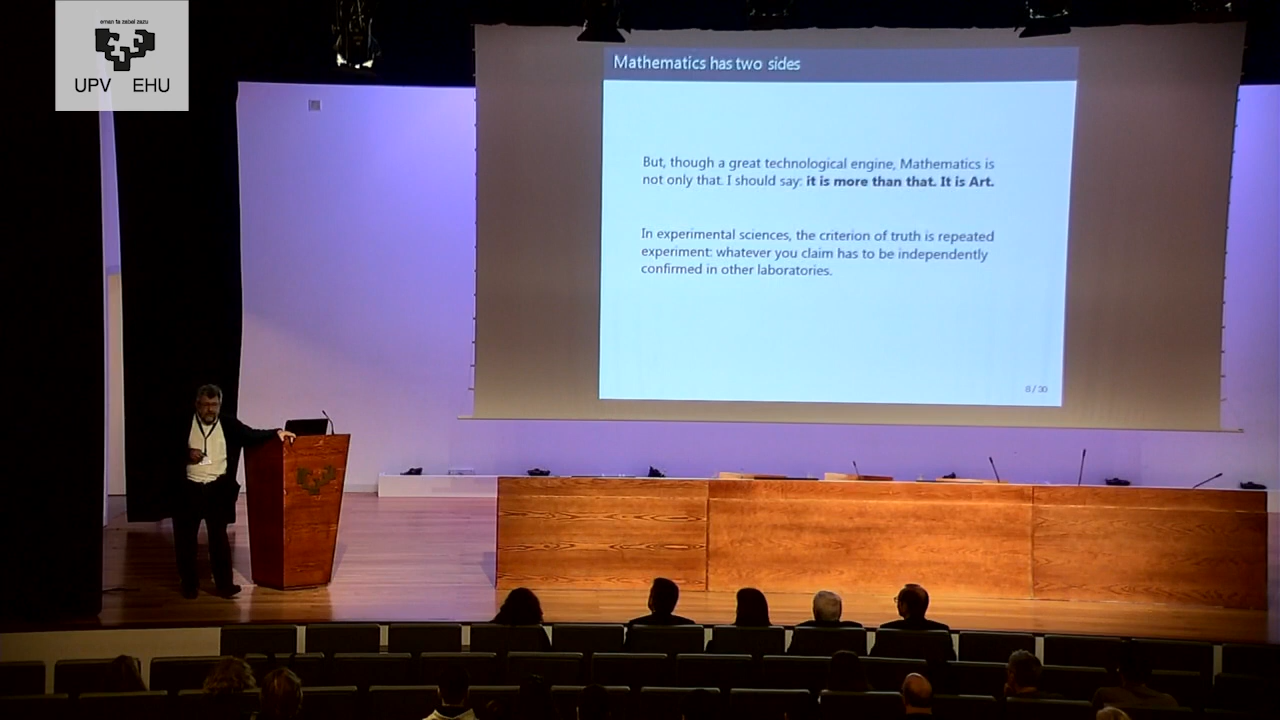 eman ta zabal zazu
UPV EHU
Mathematics has two sides
But, though a great technological engine, Mathematics is
not only that. I should say: it is more than that. It is Art.
In experimental sciences, the criterion of truth is repeated
experiment: whatever you claim has to be independently
confirmed in other laboratories.
8 / 30